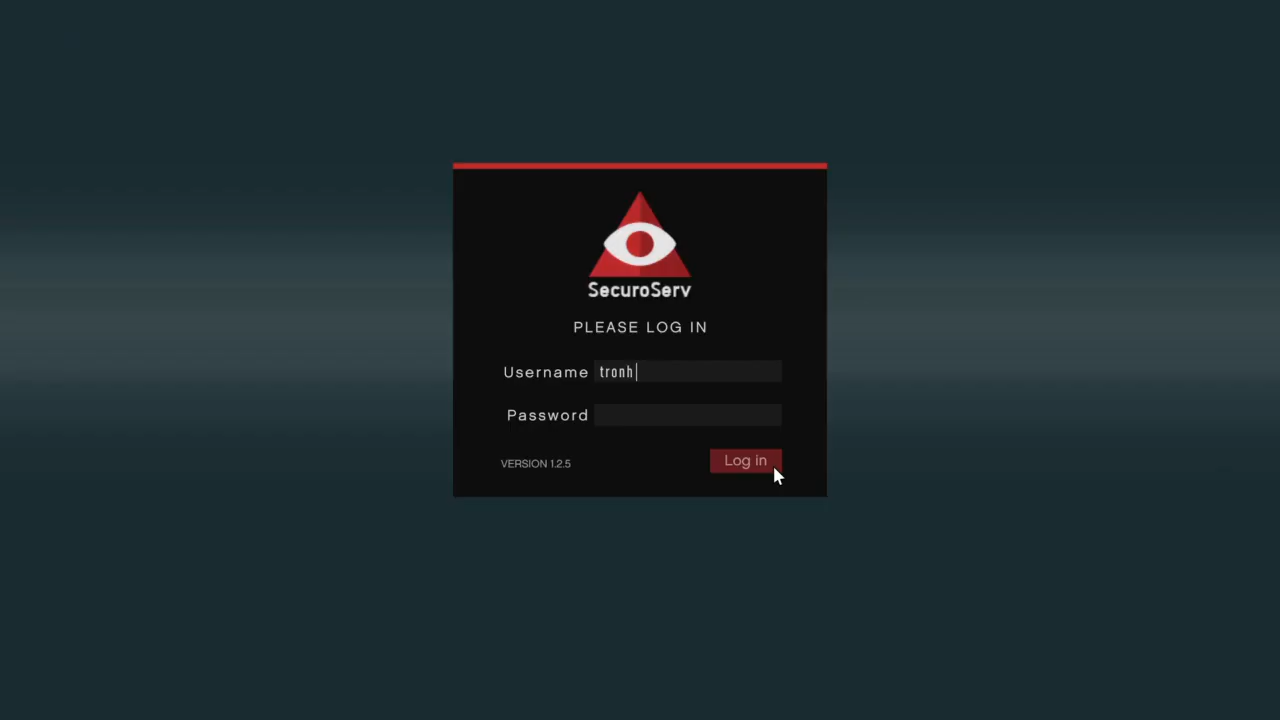 SecuroServ
PLEASE LOG IN
Username tronh
Password
VERSION 1.2.5 Log in